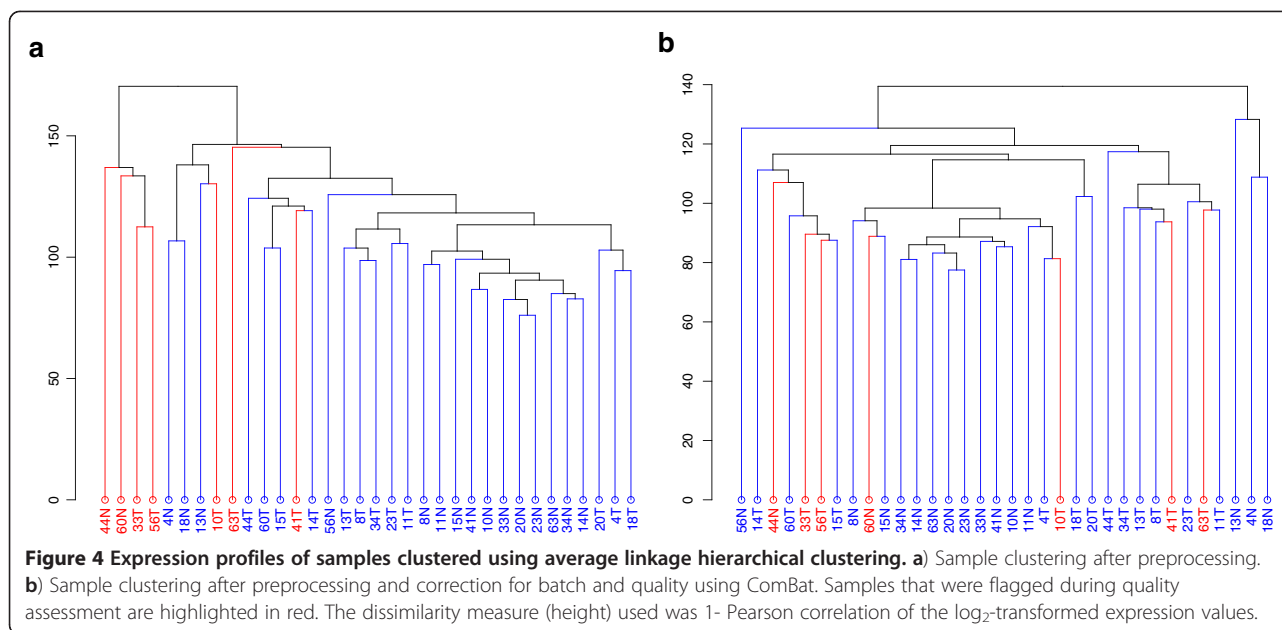 a
b
150
100
50
0
44N 60N 33T 56T 4N 18N 13N 10T 63T 44T 60T 15T 41T 14T 56N 13T 8T 34T 23T 11T 8N 11N 15N 41N 10N 33N 20N 23N 63N 34N 14N 20T 4T 18T
140
120
100
80
60
40
20
0
56N 14T 44N 60T 33T 56T 15T 8N 60N 15N 34N 14N 63N 20N 23N 33N 41N 10N 11N 4T 10T 18T 20T 44T 34T 13T 8T 41T 23T 63T 11T 13N 4N 18N
Figure 4 Expression profiles of samples clustered using average linkage hierarchical clustering. a) Sample clustering after preprocessing.
b) Sample clustering after preprocessing and correction for batch and quality using ComBat. Samples that were flagged during quality
assessment are highlighted in red. The dissimilarity measure (height) used was 1- Pearson correlation of the log2-transformed expression values.